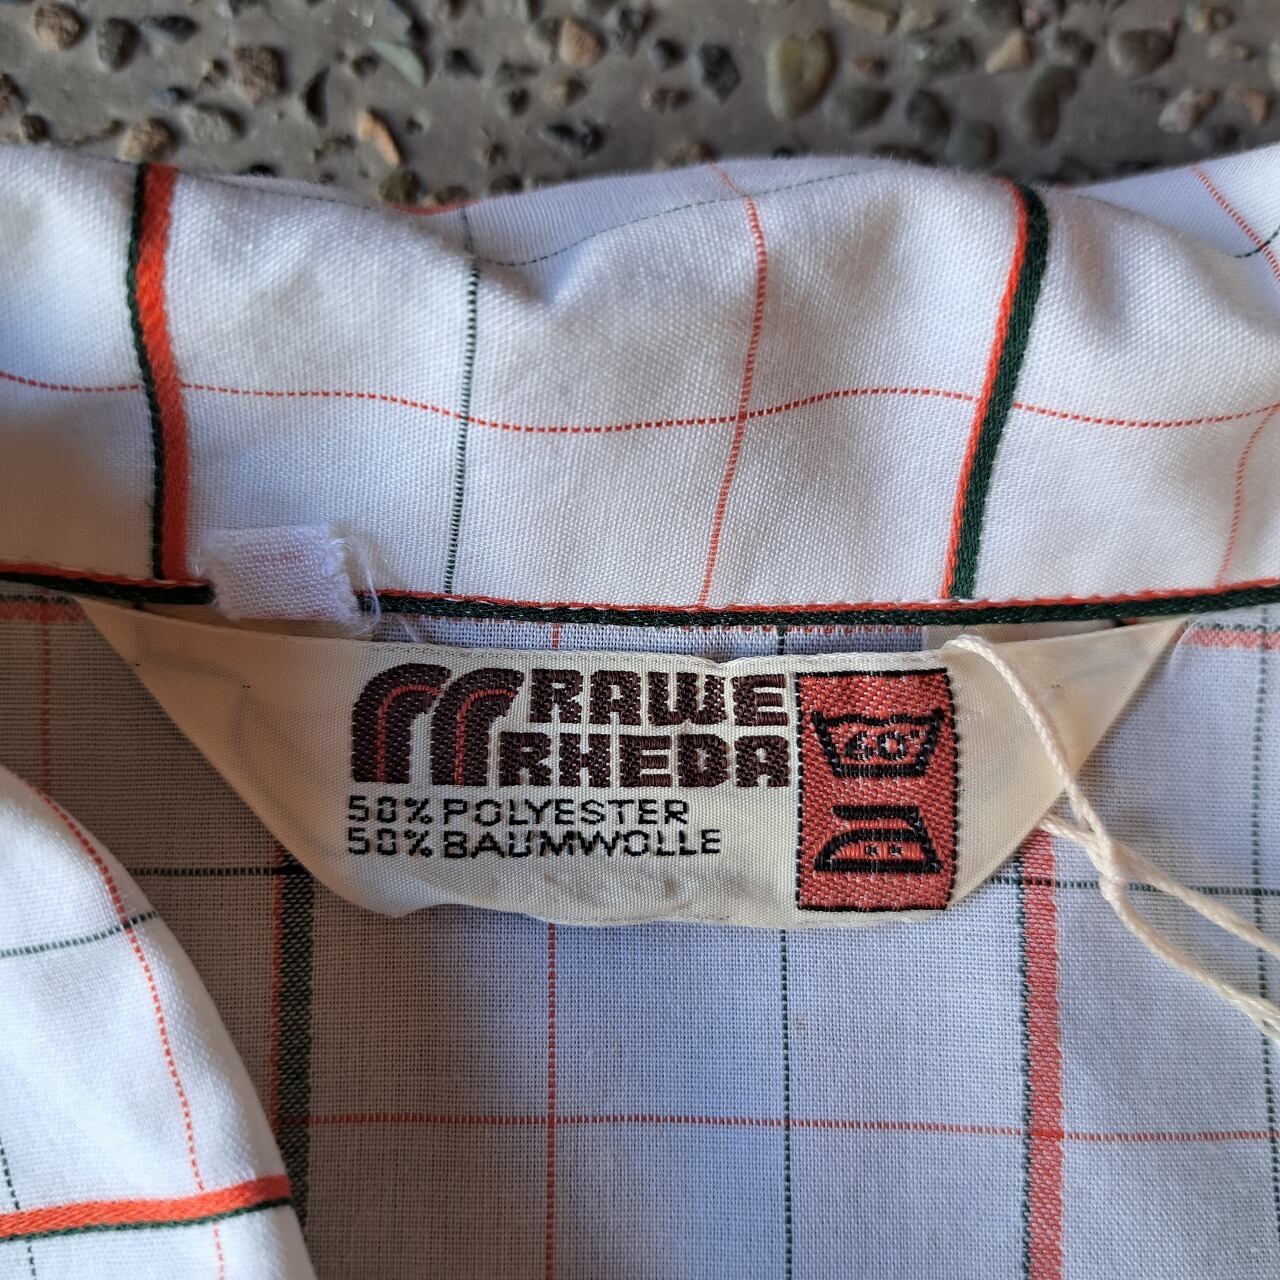 RAWE
RHEDA
50% POLYESTER
50% BAUMWOLLE
60°